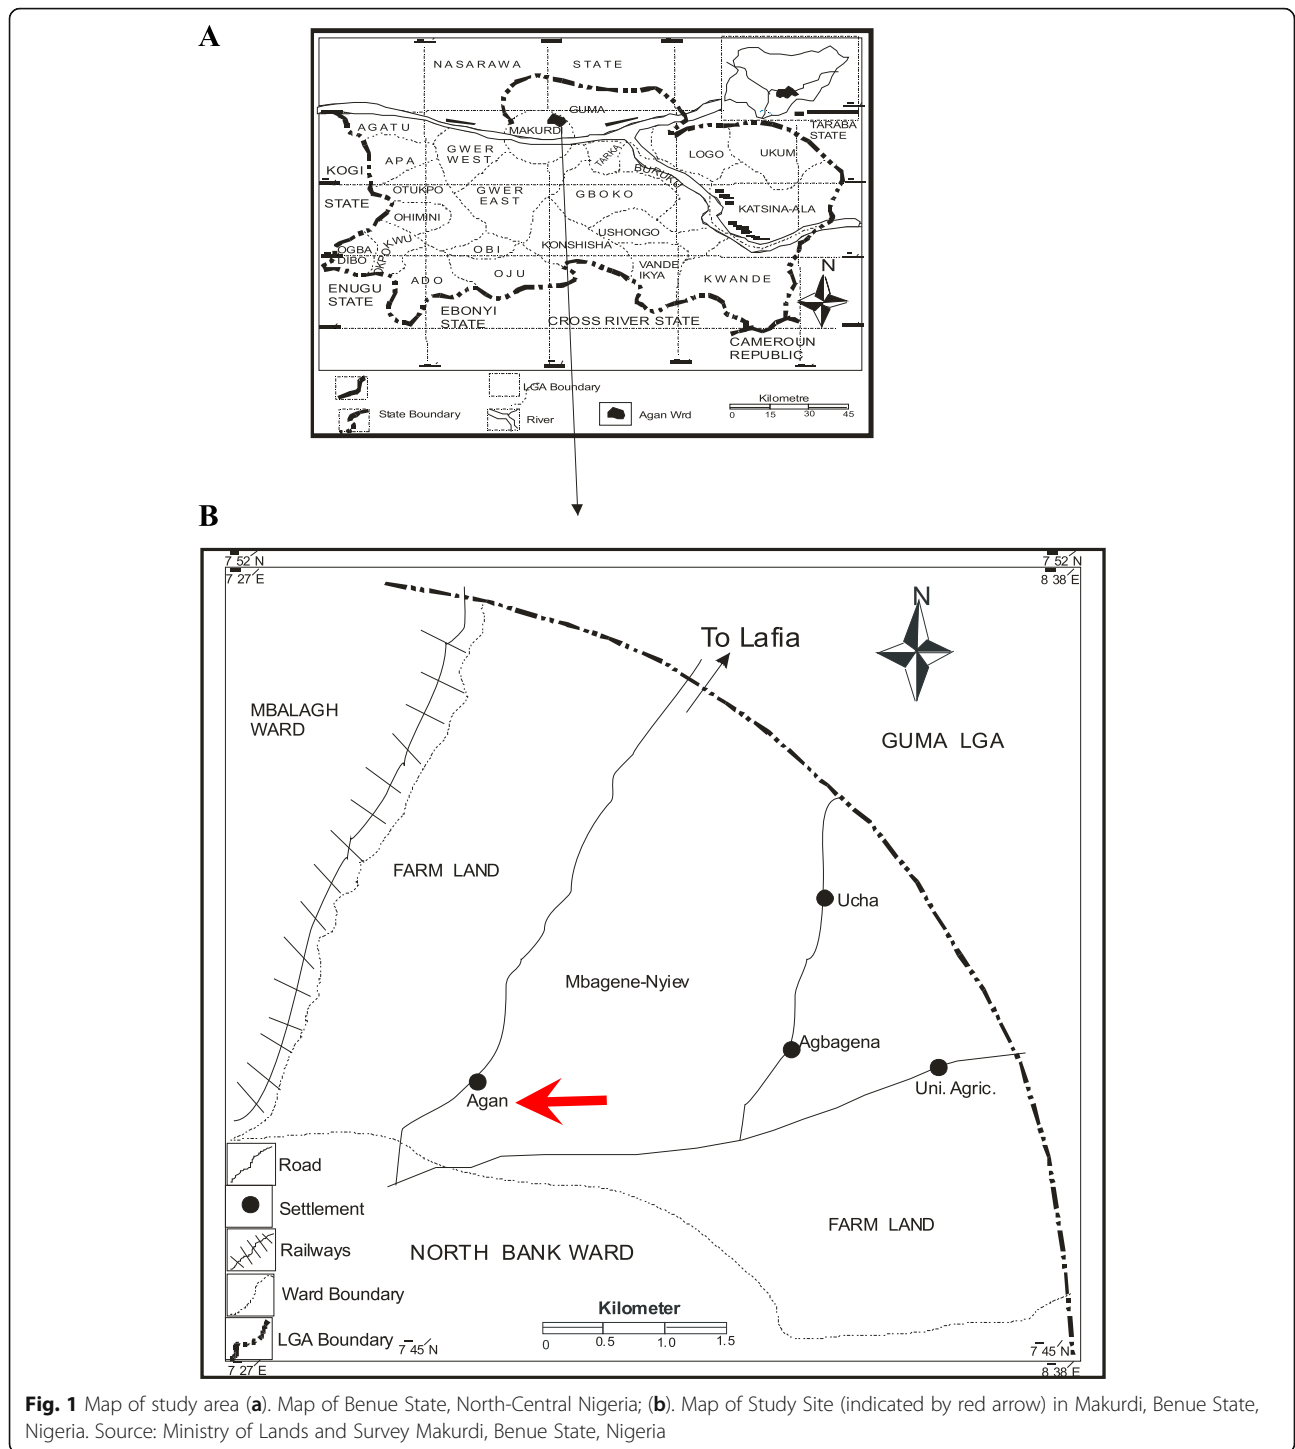 A
NASARAWA STATE
GUMA
MAKURD
AGATU
TARABA
STATE
GWER
WEST
APA
TARKA
LOGO
UKUM
BURUKU
KOGI
STATE
OTUKPO
GWER
EAST
GBOKO
KATSINA-ALA
OHIMINI
USHONGO
OGBA
DIBO
OKPOKWU
OBI
KONSHISHA
VANDE
IKYA
KWANDE
ADO
OJU
N
ENUGU
STATE
EBONYI
STATE
CROSS RIVER STATE
CAMEROUN
REPUBLIC
LGA Boundary
State Boundary
River
Agan Wrd
Kilometre
0 15 30 45
B
7 52 N
7 27 E
7 52 N
8 38 E
N
To Lafia
MBALAGH
WARD
GUMA LGA
FARM LAND
Ucha
Mbagene-Nyiev
Agbagena
Agan
Uni. Agric.
Road
Settlement
FARM LAND
Railways
NORTH BANK WARD
Ward Boundary
Kilometer
0 0.5 1.0 1.5
LGA Boundary
7 45 N
7 45 N
7 27 E
8 38 E
Fig. 1 Map of study area (a). Map of Benue State, North-Central Nigeria; (b). Map of Study Site (indicated by red arrow) in Makurdi, Benue State,
Nigeria. Source: Ministry of Lands and Survey Makurdi, Benue State, Nigeria